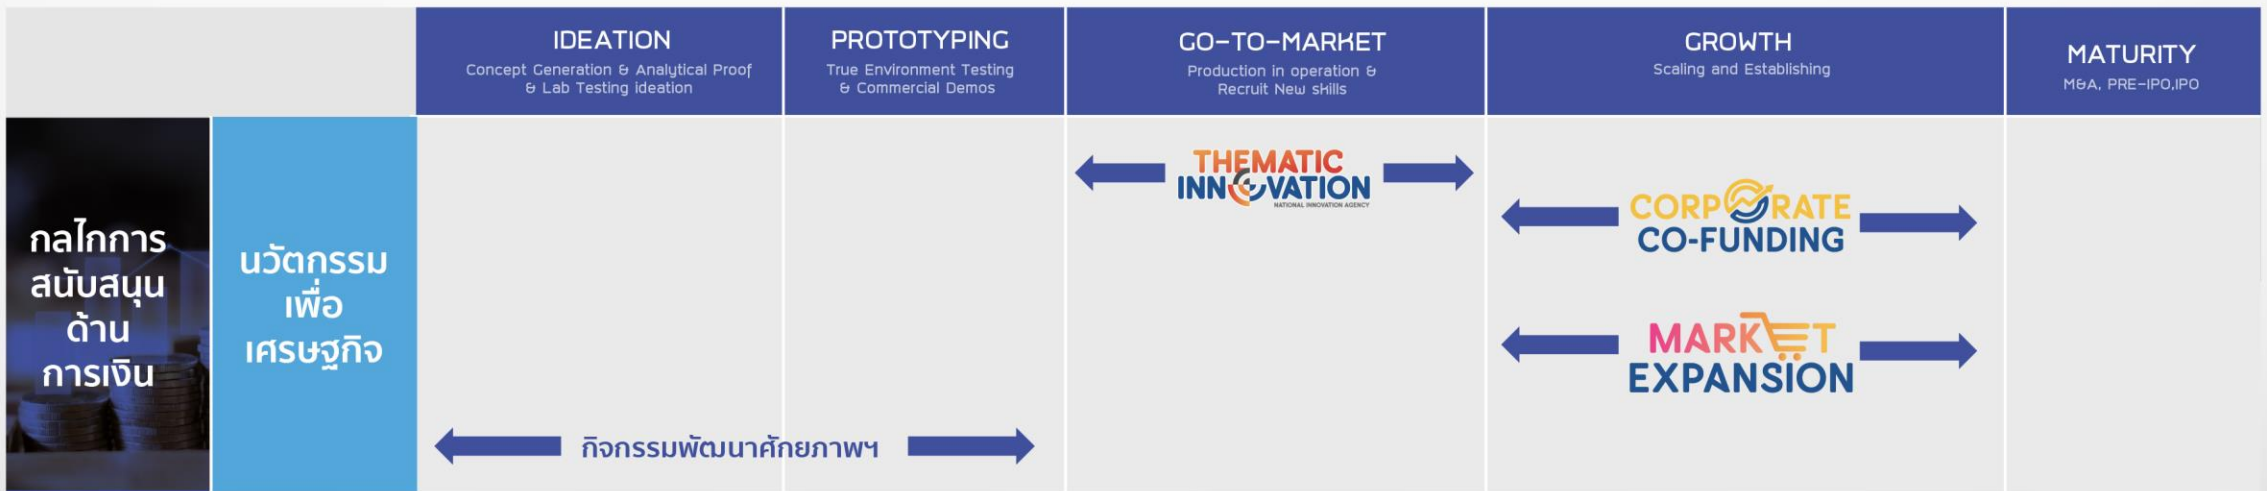 IDEATION
Concept Generation & Analytical Proof
& Lab Testing ideation
PROTOTYPING
True Environment Testing
& Commercial Demos
GO-TO-MARKET
Production in operation &
Recruit New sHills
GROWTH
Scaling and Establishing
MATURITY
M&A, PRE-IPO,IPO
กลไกการ
สนับสนุน
ด้าน
การเงิน
นวัตกรรม
เพื่อ
เศรษฐกิจ
THEMATIC
INNOVATION
NATIONAL INNOVATION AGENCY
CORPORATE
CO-FUNDING
MARKET
EXPANSION
กิจกรรมพัฒนาศักยภาพฯ